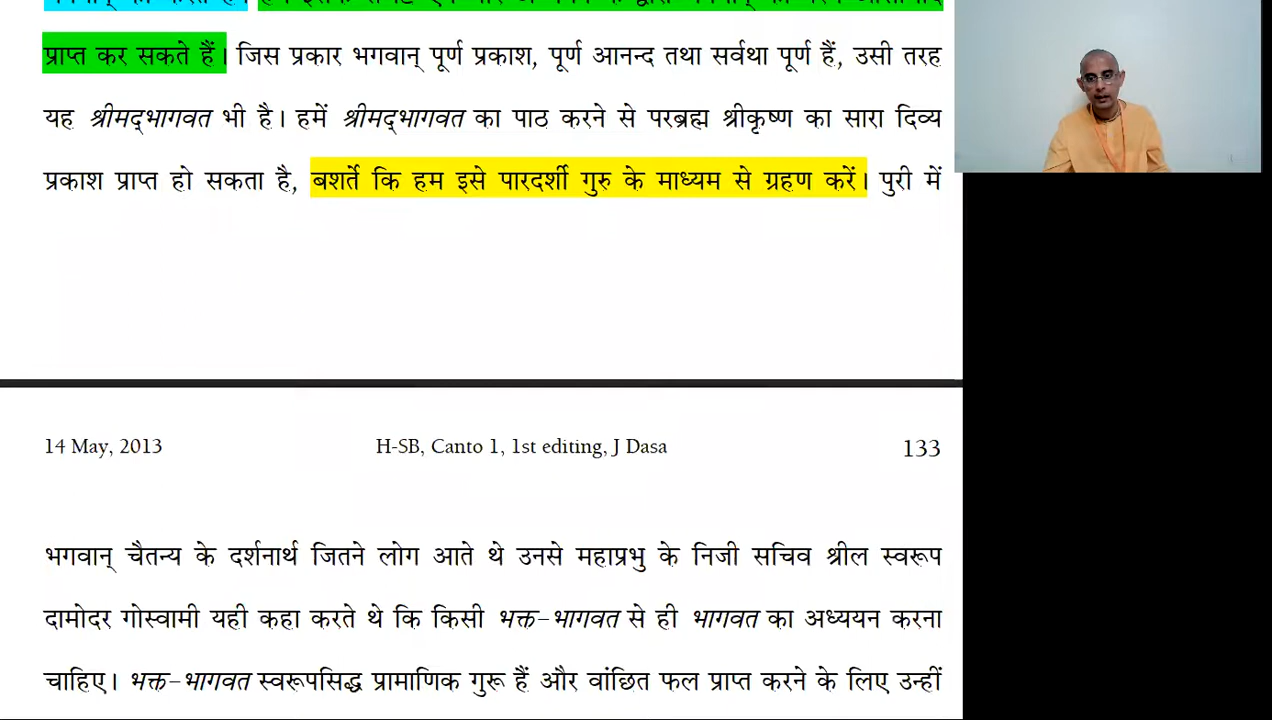 प्राप्त कर सकते हैं। जिस प्रकार भगवान् पूर्ण प्रकाश, पूर्ण आनन्द तथा सर्वथा पूर्ण हैं, उसी तरह
यह श्रीमद्‌भागवत भी है। हमें श्रीमद्‌भागवत का पाठ करने से परब्रह्म श्रीकृष्ण का सारा दिव्य
प्रकाश प्राप्त हो सकता है, बशर्ते कि हम इसे पारदर्शी गुरु के माध्यम से ग्रहण करें। पुरी में
14 May, 2013 H-SB, Canto 1, 1st editing, J Dasa 133
भगवान् चैतन्य के दर्शनार्थ जितने लोग आते थे उनसे महाप्रभु के निजी सचिव श्रील स्वरूप
दामोदर गोस्वामी यही कहा करते थे कि किसी भक्त-भागवत से ही भागवत का अध्ययन करना
चाहिए। भक्त-भागवत स्वरूपसिद्ध प्रामाणिक गुरू हैं और वांछित फल प्राप्त करने के लिए उन्हीं